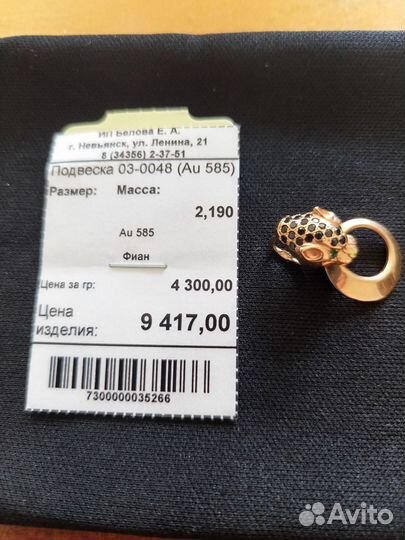 ИП Белова Е. А.
г. Невьянск, ул. Ленина, 21
8 (34356) 2-37-51
Подвеска 03-0048 (Au 585)
Размер: Масса:
2,190
Au 585
Фиан
Цена за гр: 4 300,00
Цена изделия: 9 417,00
7300000035266
Avito